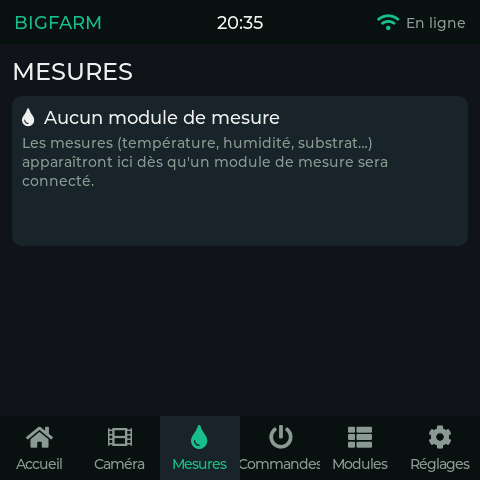 BIGFARM 20:35 En ligne
MESURES
Aucun module de mesure
Les mesures (température, humidité, substrat...)
apparaîtront ici dès qu'un module de mesure sera
connecté.
Accueil Caméra Mesures Commandes Modules Réglages